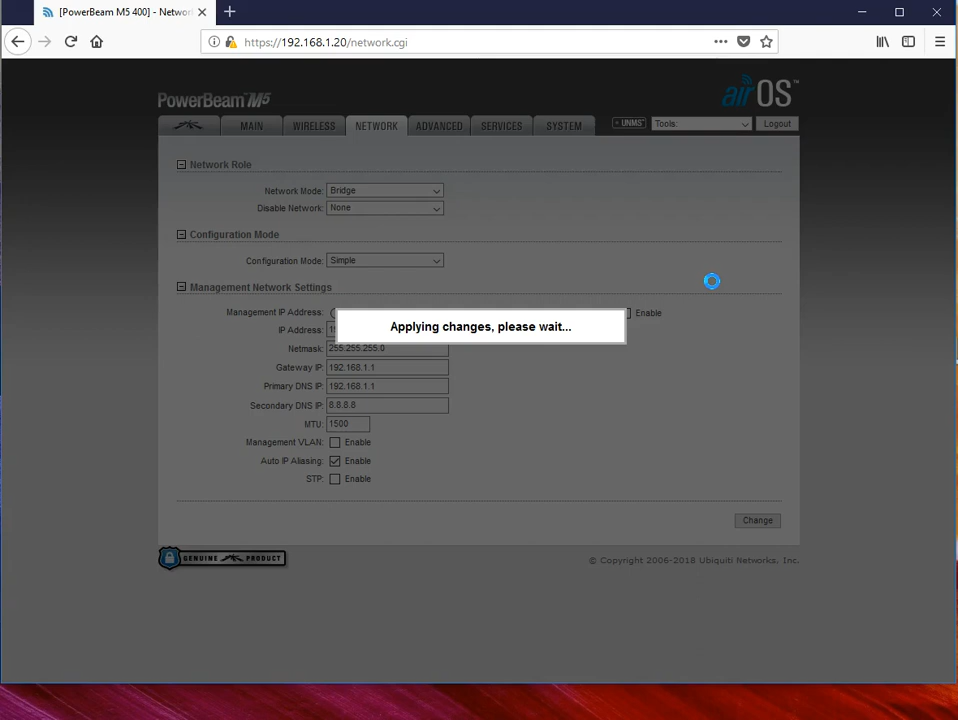 [PowerBeam M5 400] - Networ
https://192.168.1.20/network.cgi
PowerBeam™ M5
airOS™
MAIN WIRELESS NETWORK ADVANCED SERVICES SYSTEM UNMS™ Tools: Logout
Network Role
Network Mode: Bridge
Disable Network: None
Configuration Mode
Configuration Mode: Simple
Management Network Settings
Management IP Address: Enable
Applying changes, please wait...
IP Address:
Netmask: 255.255.255.0
Gateway IP: 192.168.1.1
Primary DNS IP: 192.168.1.1
Secondary DNS IP: 8.8.8.8
MTU: 1500
Management VLAN: Enable
Auto IP Aliasing: Enable
STP: Enable
Change
GENUINE PRODUCT
© Copyright 2006-2018 Ubiquiti Networks, Inc.